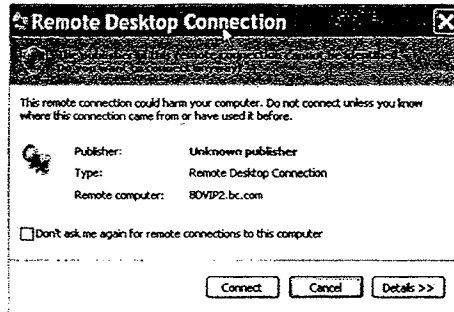 Remote Desktop Connection
This remote connection could harm your computer. Do not connect unless you know
where this connection came from or have used it before.
Publisher: Unknown publisher
Type: Remote Desktop Connection
Remote computer: 8DVIP2.bc.com
Don't ask me again for remote connections to this computer
Connect Cancel Details >>